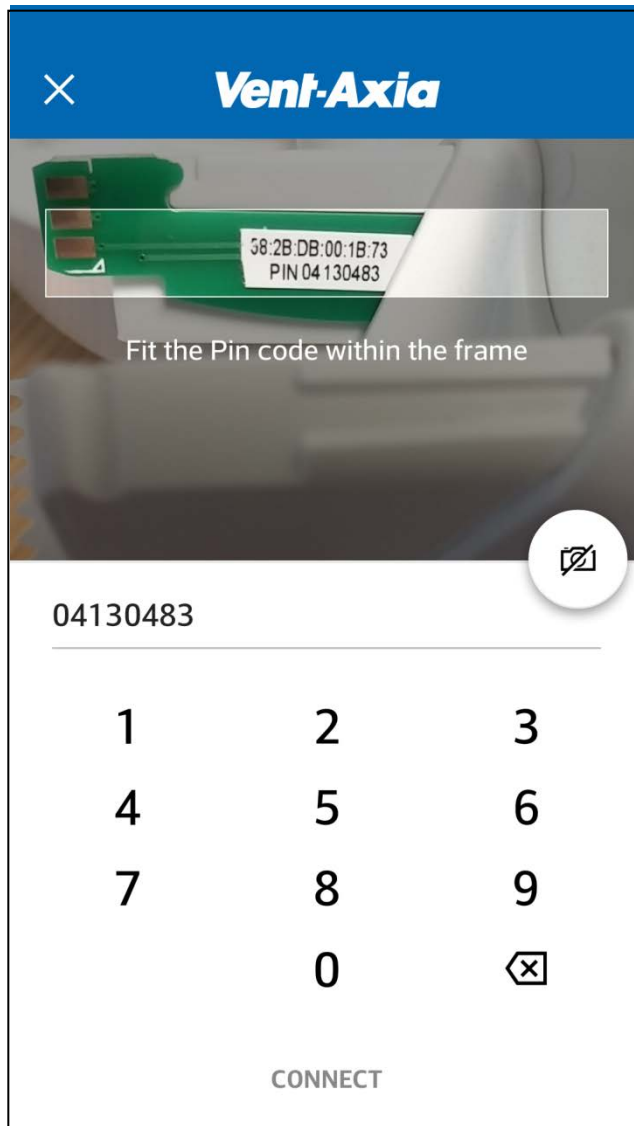 Vent-Axia
38:2B:DB:00:1B:73
PIN 04130483
Fit the Pin code within the frame
04130483
1 2 3
4 5 6
7 8 9
0
CONNECT